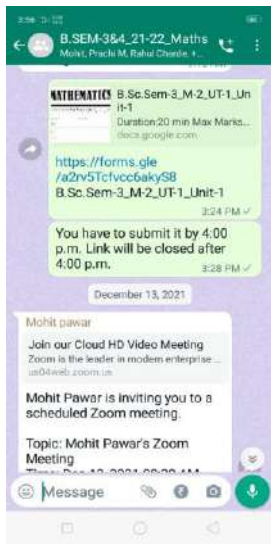 B.SEM-3&4_21-22_Maths
Mohit, Prachi M, Rahul
MATHEMATICS
B.Sc.Sem-3_M-2_UT-1_Un
it-1
Duration:20 min Max Marks...
docs.google.com
https://forms.gle
/a2rv5Tcfvcc6akyS8
B.Sc.Sem-3_M-2_UT-1_Unit-1
3:24 PM
You have to submit it by 4:00
p.m. Link will be closed after
4:00 p.m.
3:28 PM
December 13, 2021
Mohit pawar
Join our Cloud HD Video Meeting
Zoom is the leader in modern enterprise ...
us04web.zoom.us
Mohit Pawar is inviting you to a
scheduled Zoom meeting.
Topic: Mohit Pawar's Zoom
Meeting
Message